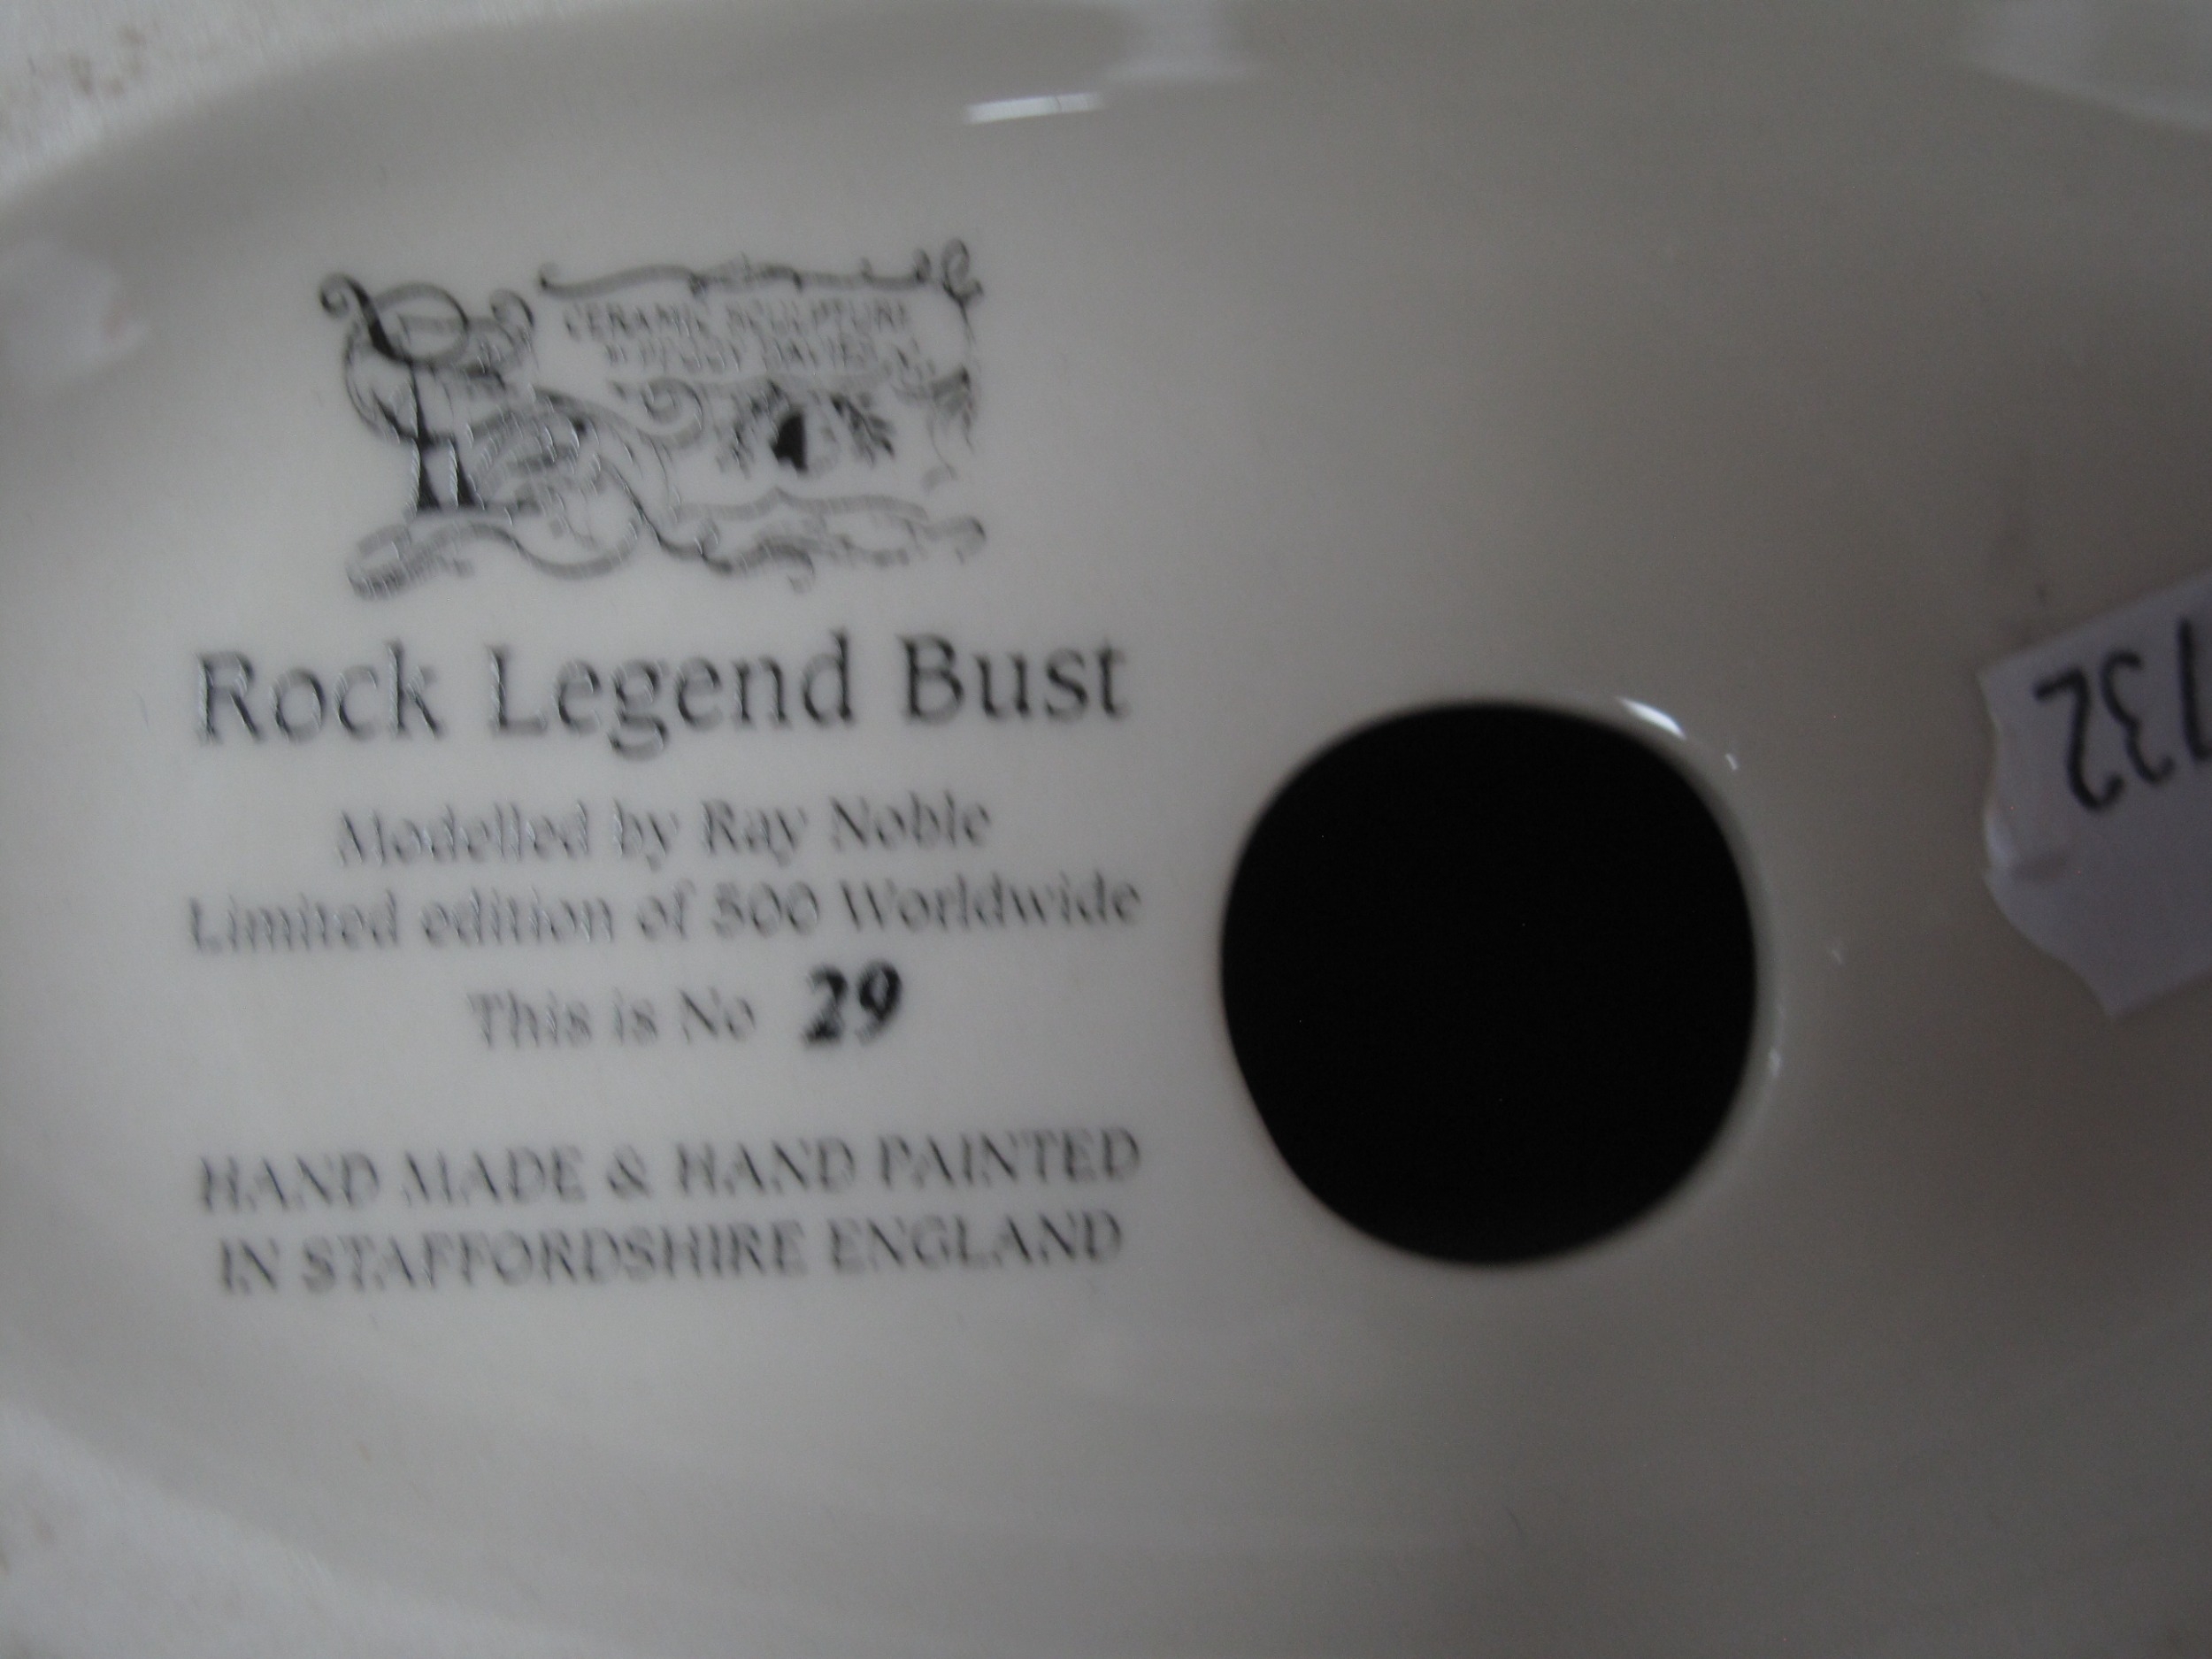 CERAMIC SCULPTURE
Rock Legend Bust
Modelled by Ray Noble
Limited edition of 500 Worldwide
This is No 29
HAND MADE & HAND PAINTED
IN STAFFORDSHIRE ENGLAND
732